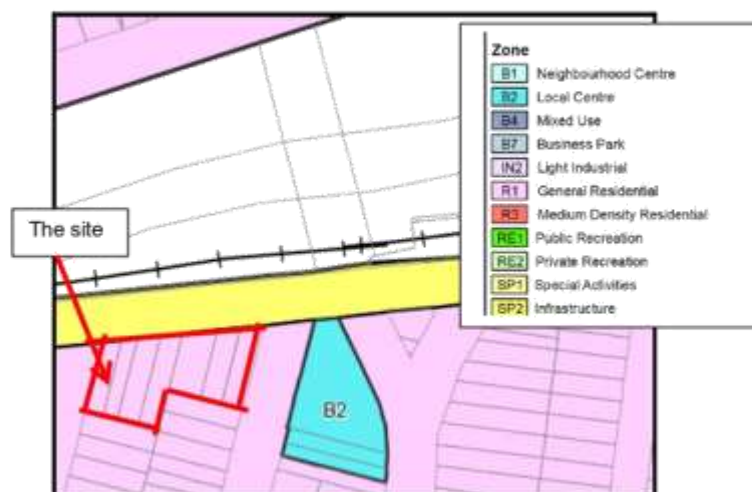 Zone
B1 Neighbourhood Centre
B2 Local Centre
B4 Mixed Use
B7 Business Park
IN2 Light Industrial
R1 General Residential
R3 Medium Density Residential
RE1 Public Recreation
RE2 Private Recreation
SP1 Special Activities
SP2 Infrastructure
The site
B2